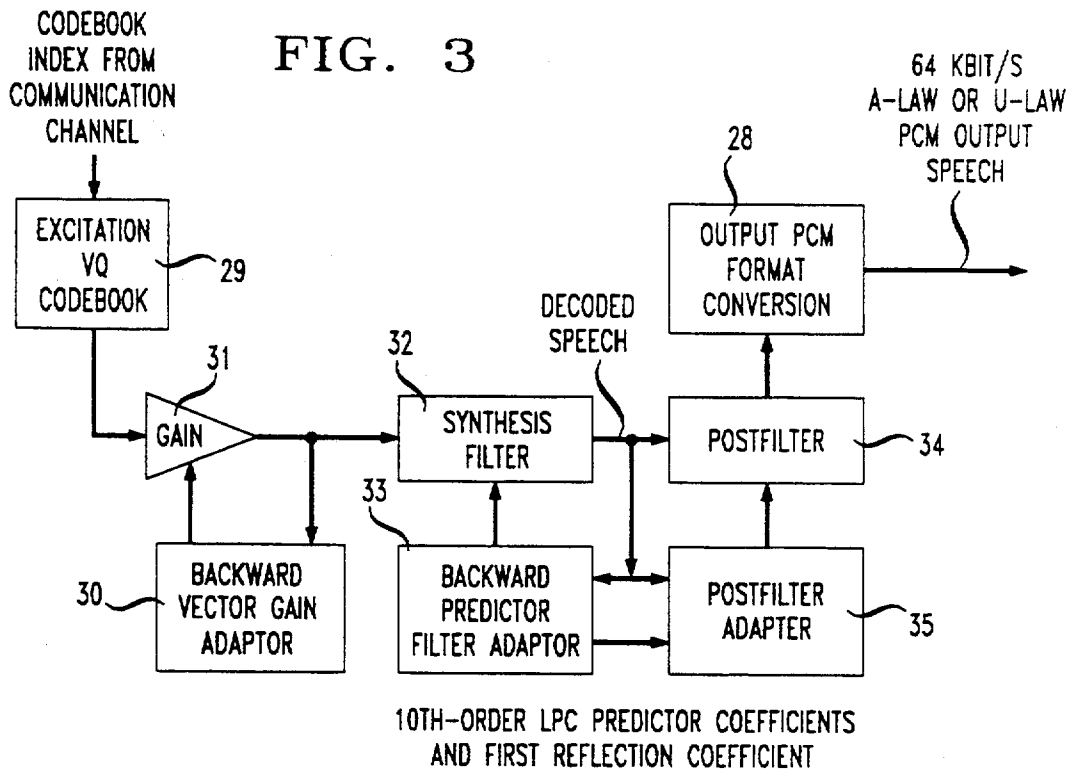 CODEBOOK
INDEX FROM
COMMUNICATION
CHANNEL
FIG. 3
64 KBIT/S
A-LAW OR U-LAW
PCM OUTPUT
SPEECH
28
EXCITATION
VQ
CODEBOOK
29
OUTPUT PCM
FORMAT
CONVERSION
DECODED
SPEECH
31
GAIN
32
SYNTHESIS
FILTER
POSTFILTER
34
33
30
BACKWARD
VECTOR GAIN
ADAPTOR
BACKWARD
PREDICTOR
FILTER ADAPTOR
POSTFILTER
ADAPTER
35
10TH-ORDER LPC PREDICTOR COEFFICIENTS
AND FIRST REFLECTION COEFFICIENT